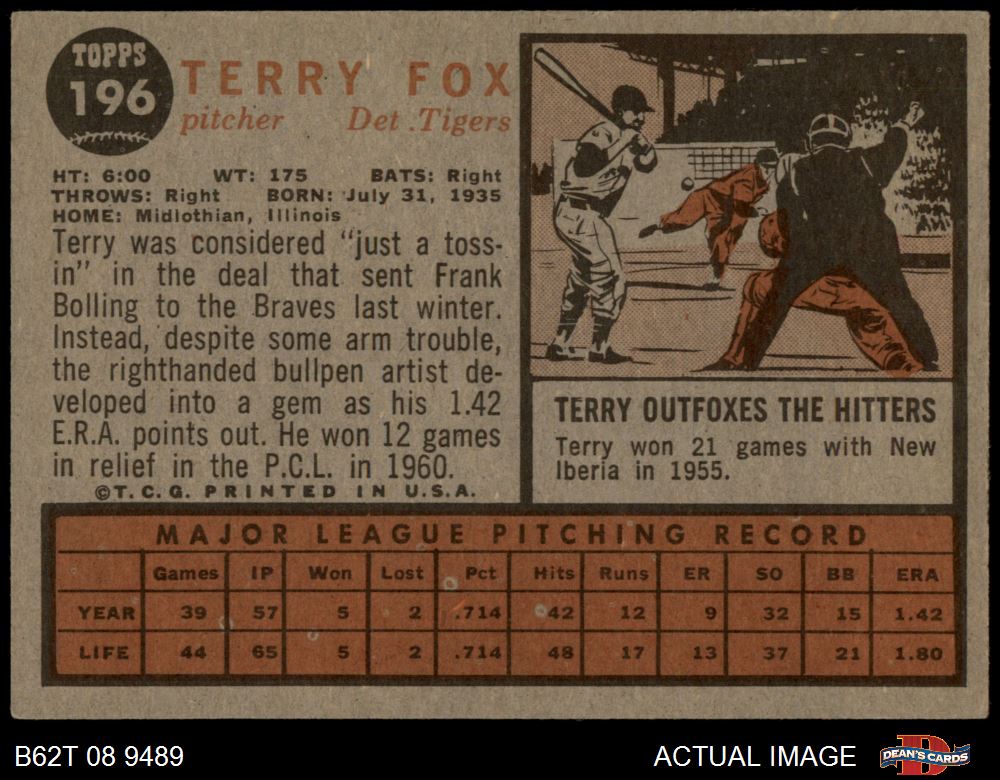 TOPPS
196
TERRY FOX
pitcher Det. Tigers
HT: 6:00 WT: 175 BATS: Right
THROWS: Right BORN: July 31, 1935
HOME: Midlothian, Illinois
Terry was considered "just a toss-
in" in the deal that sent Frank
Bolling to the Braves last winter.
Instead, despite some arm trouble,
the righthanded bullpen artist de-
veloped into a gem as his 1.42
E.R.A. points out. He won 12 games
in relief in the P.C.L. in 1960.
©T.C.G. PRINTED IN U.S.A.
TERRY OUTFOXES THE HITTERS
Terry won 21 games with New
Iberia in 1955.
MAJOR LEAGUE PITCHING RECORD
Games IP Won Lost Pct Hits Runs ER SO BB ERA
YEAR 39 57 5 2 .714 42 12 9 32 15 1.42
LIFE 44 65 5 2 .714 48 17 13 37 21 1.80
B62T 08 9489 ACTUAL IMAGE DEAN'S CARDS